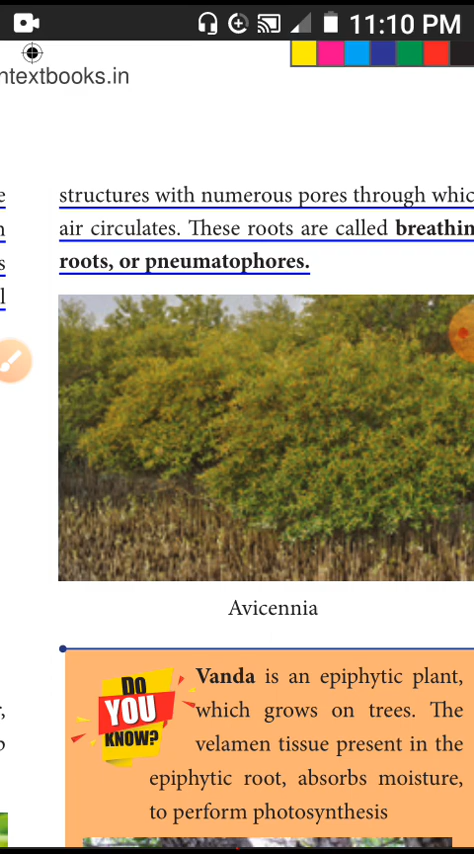 11:10 PM
ntextbooks.in
e
n
s
l
structures with numerous pores through whic
air circulates. These roots are called breathin
roots, or pneumatophores.
Avicennia
DO
YOU
KNOW?
Vanda is an epiphytic plant,
which grows on trees. The
velamen tissue present in the
epiphytic root, absorbs moisture,
to perform photosynthesis